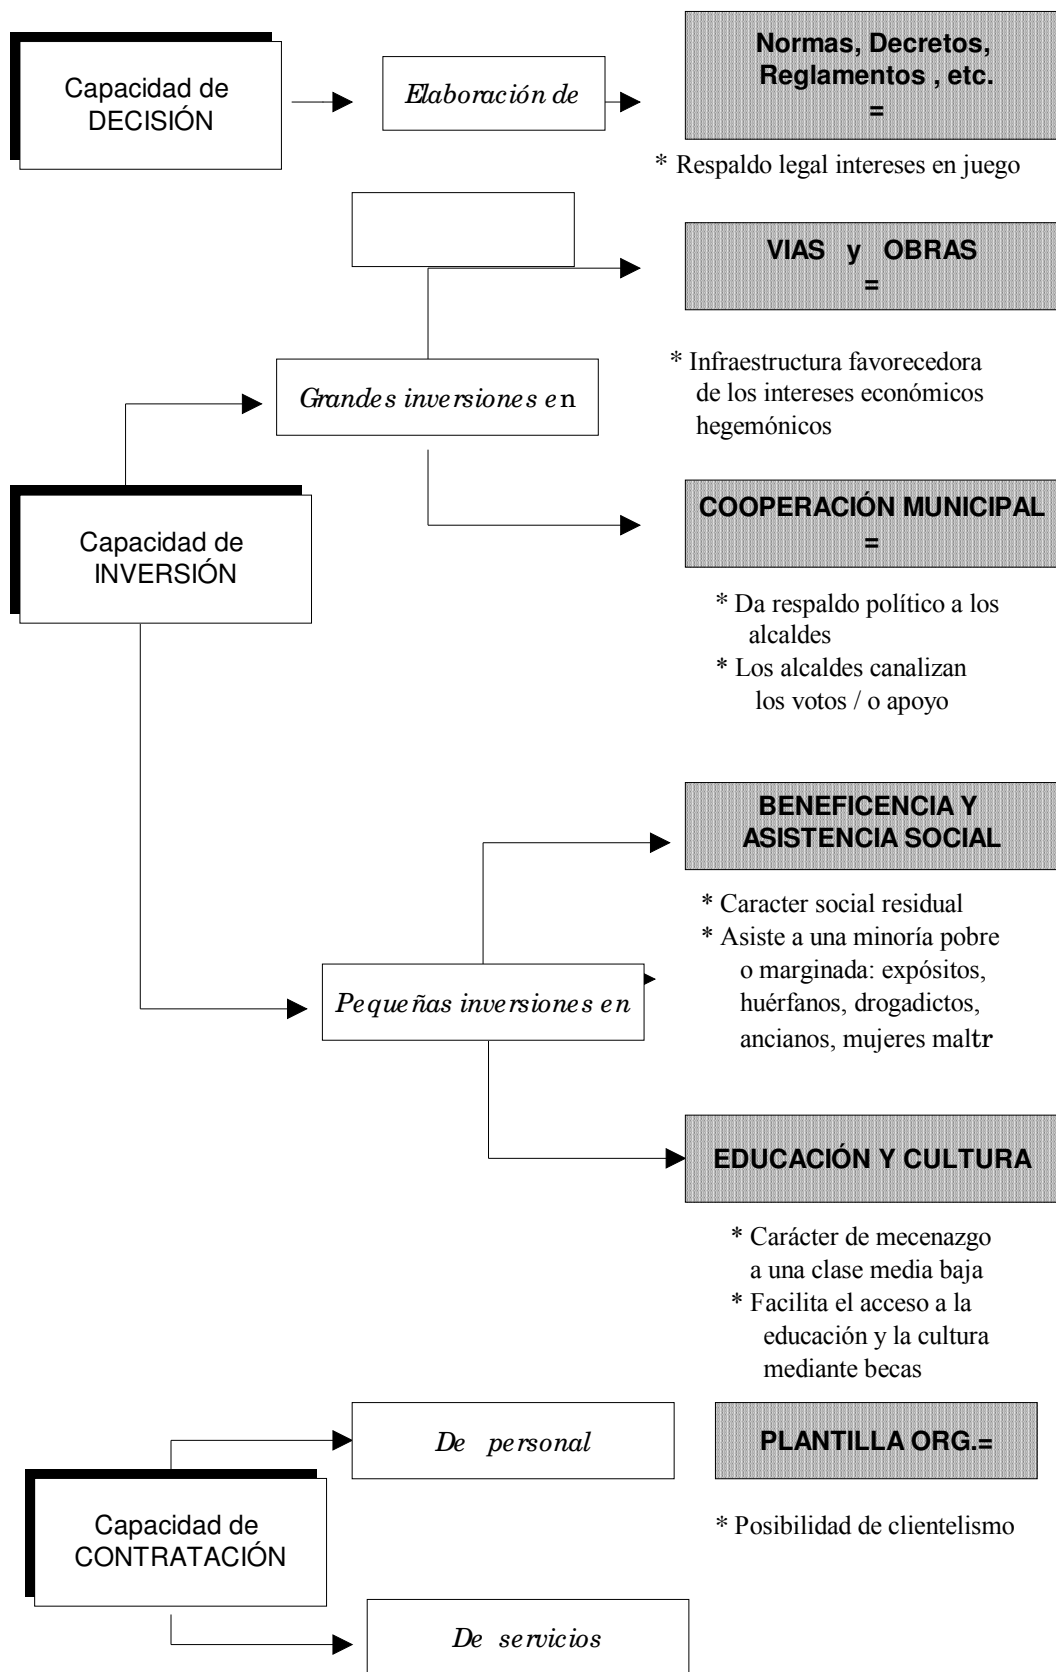 Capacidad de
DECISIÓN
Elaboración de
Normas, Decretos,
Reglamentos , etc.
=
* Respaldo legal intereses en juego
VIAS y OBRAS
=
* Infraestructura favorecedora
de los intereses económicos
hegemónicos
Grandes inversiones en
Capacidad de
INVERSIÓN
COOPERACIÓN MUNICIPAL
=
* Da respaldo político a los
alcaldes
* Los alcaldes canalizan
los votos / o apoyo
BENEFICENCIA Y
ASISTENCIA SOCIAL
* Caracter social residual
* Asiste a una minoría pobre
o marginada: expósitos,
huérfanos, drogadictos,
ancianos, mujeres maltr
Pequeñas inversiones en
EDUCACIÓN Y CULTURA
* Carácter de mecenazgo
a una clase media baja
* Facilita el acceso a la
educación y la cultura
mediante becas
Capacidad de
CONTRATACIÓN
De personal
PLANTILLA ORG.=
* Posibilidad de clientelismo
De servicios